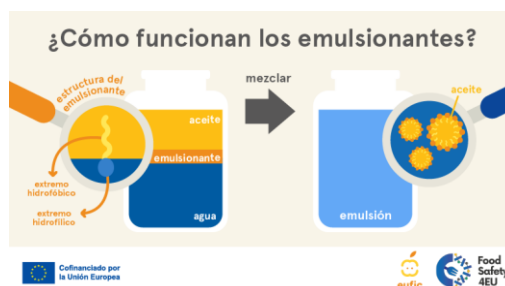 ¿Cómo funcionan los emulsionantes?
estructura del
emulsionante
aceite
emulsionante
agua
extremo
hidrofóbico
extremo
hidrofílico
mezclar
emulsión
aceite
Cofinanciado por
la Unión Europea
eufic
Food
Safety
4EU